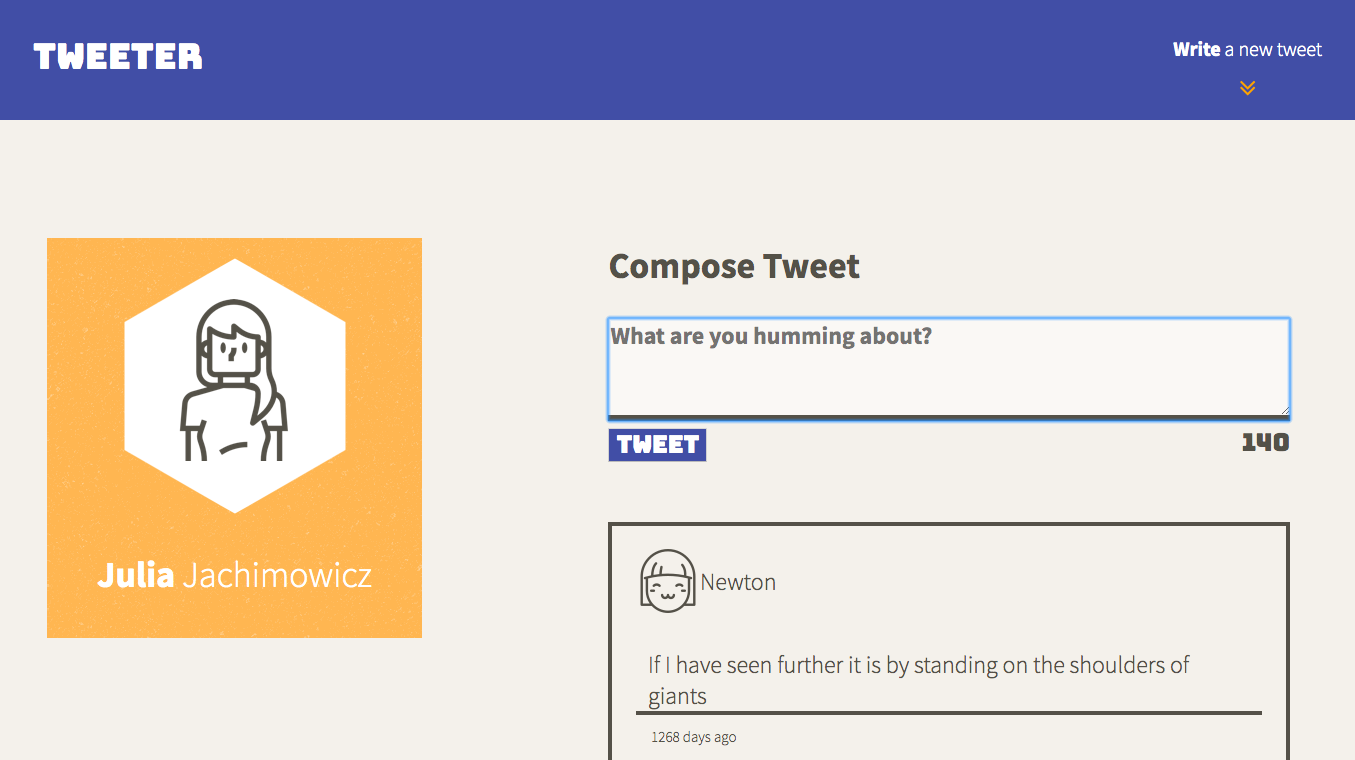 TWEETER
Write a new tweet
Julia Jachimowicz
Compose Tweet
What are you humming about?
TWEET
140
Newton
If I have seen further it is by standing on the shoulders of
giants
1268 days ago